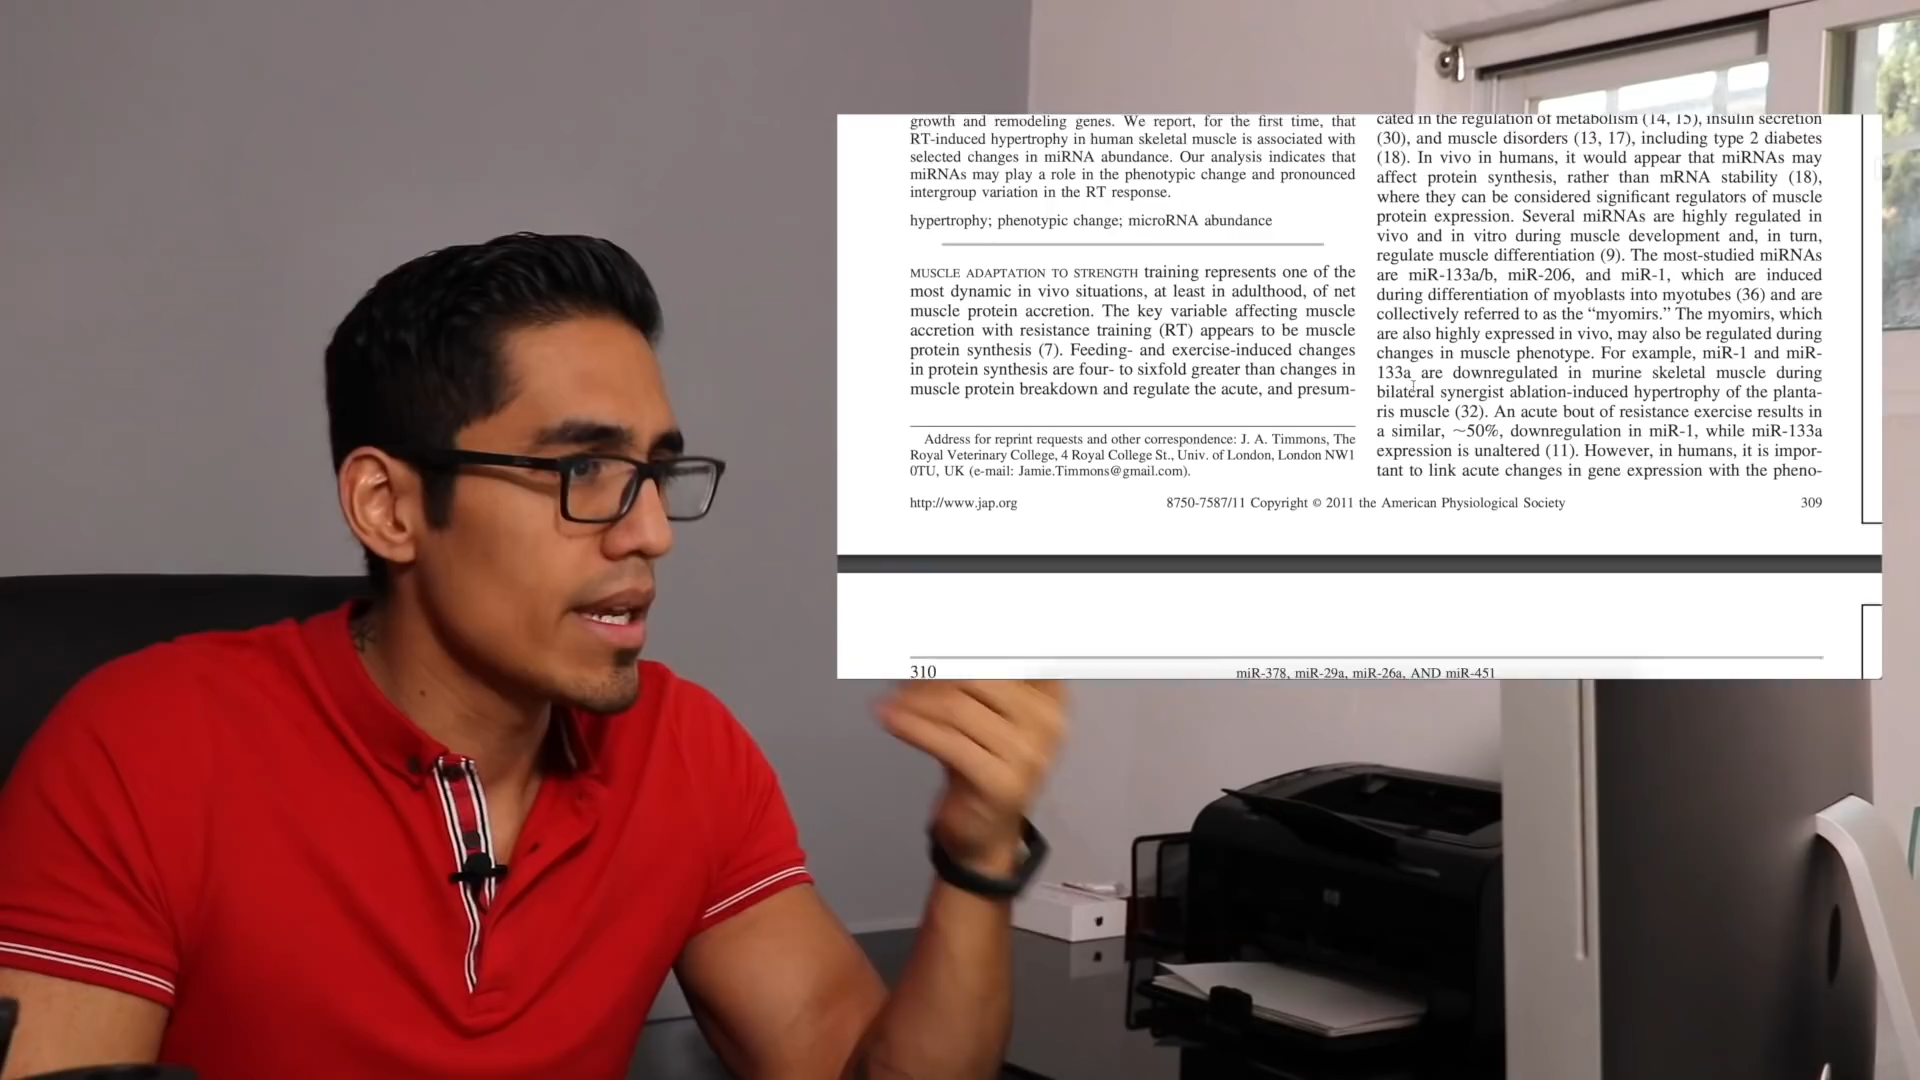 growth and remodeling genes. We report, for the first time, that
RT-induced hypertrophy in human skeletal muscle is associated with
selected changes in miRNA abundance. Our analysis indicates that
miRNAs may play a role in the phenotypic change and pronounced
intergroup variation in the RT response.
hypertrophy; phenotypic change; microRNA abundance
MUSCLE ADAPTATION TO STRENGTH training represents one of the
most dynamic in vivo situations, at least in adulthood, of net
muscle protein accretion. The key variable affecting muscle
accretion with resistance training (RT) appears to be muscle
protein synthesis (7). Feeding- and exercise-induced changes
in protein synthesis are four- to sixfold greater than changes in
muscle protein breakdown and regulate the acute, and presum-
Address for reprint requests and other correspondence: J. A. Timmons, The
Royal Veterinary College, 4 Royal College St., Univ. of London, London NW1
0TU, UK (e-mail: Jamie.Timmons@gmail.com).
cated in the regulation of metabolism (14, 15), insulin secretion
(30), and muscle disorders (13, 17), including type 2 diabetes
(18). In vivo in humans, it would appear that miRNAs may
affect protein synthesis, rather than mRNA stability (18),
where they can be considered significant regulators of muscle
protein expression. Several miRNAs are highly regulated in
vivo and in vitro during muscle development and, in turn,
regulate muscle differentiation (9). The most-studied miRNAs
are miR-133a/b, miR-206, and miR-1, which are induced
during differentiation of myoblasts into myotubes (36) and are
collectively referred to as the “myomirs.” The myomirs, which
are also highly expressed in vivo, may also be regulated during
changes in muscle phenotype. For example, miR-1 and miR-
133a are downregulated in murine skeletal muscle during
bilateral synergist ablation-induced hypertrophy of the planta-
ris muscle (32). An acute bout of resistance exercise results in
a similar, ~50%, downregulation in miR-1, while miR-133a
expression is unaltered (11). However, in humans, it is impor-
tant to link acute changes in gene expression with the pheno-
http://www.jap.org 8750-7587/11 Copyright © 2011 the American Physiological Society 309
310 miR-378, miR-29a, miR-26a, AND miR-451